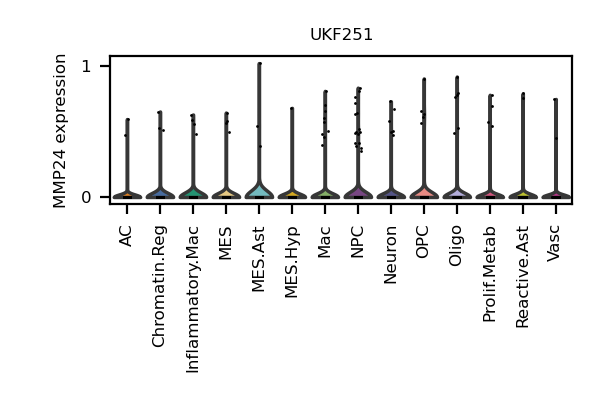 UKF251
MMP24 expression
1
0
AC
Chromatin.Reg
Inflammatory.Mac
MES
MES.Ast
MES.Hyp
Mac
NPC
Neuron
OPC
Oligo
Prolif.Metab
Reactive.Ast
Vasc